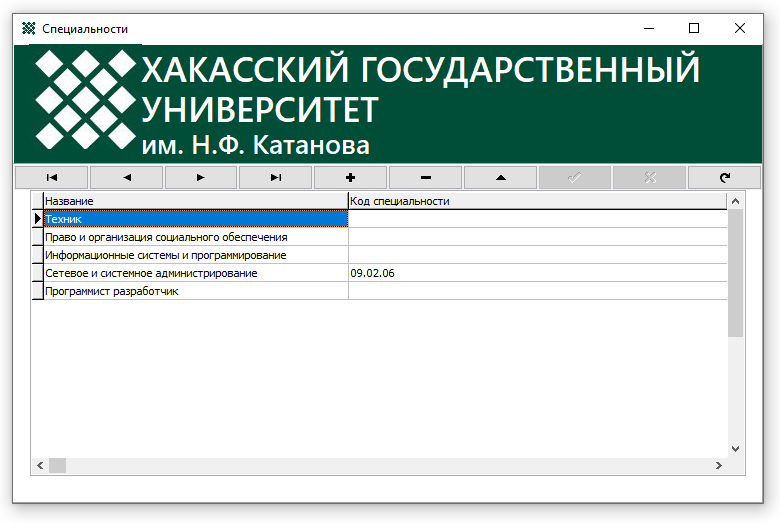 Специальности
ХАКАССКИЙ ГОСУДАРСТВЕННЫЙ
УНИВЕРСИТЕТ
им. Н.Ф. Катанова
Название Код специальности
Техник
Право и организация социального обеспечения
Информационные системы и программирование
Сетевое и системное администрирование 09.02.06
Программист разработчик